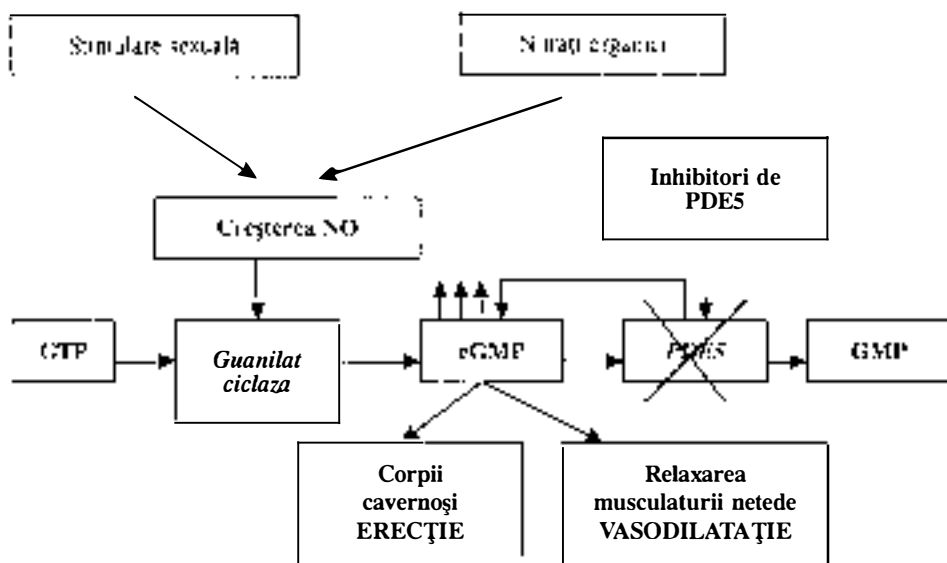 Stimulare sexuală
Nitrați organici
Inhibitori de
PDE5
Creşterea NO
GTP
Guanilat
ciclaza
cGMP
PDE5
GMP
Corpii
cavernoşi
ERECŢIE
Relaxarea
musculaturii netede
VASODILATAŢIE